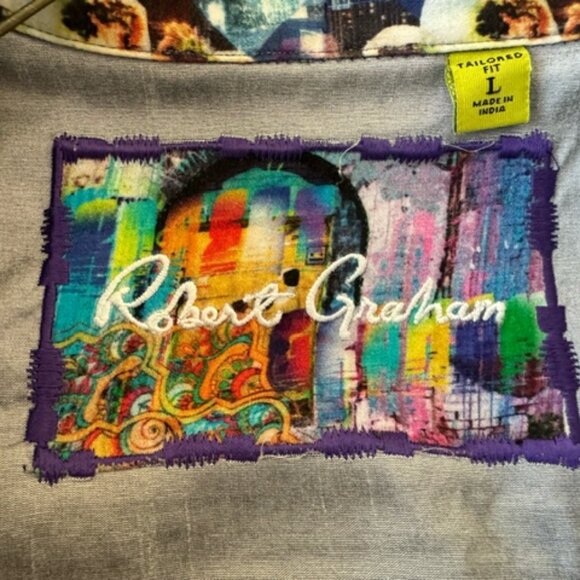 TAILORED
FIT
L
MADE IN
INDIA
Robert Graham